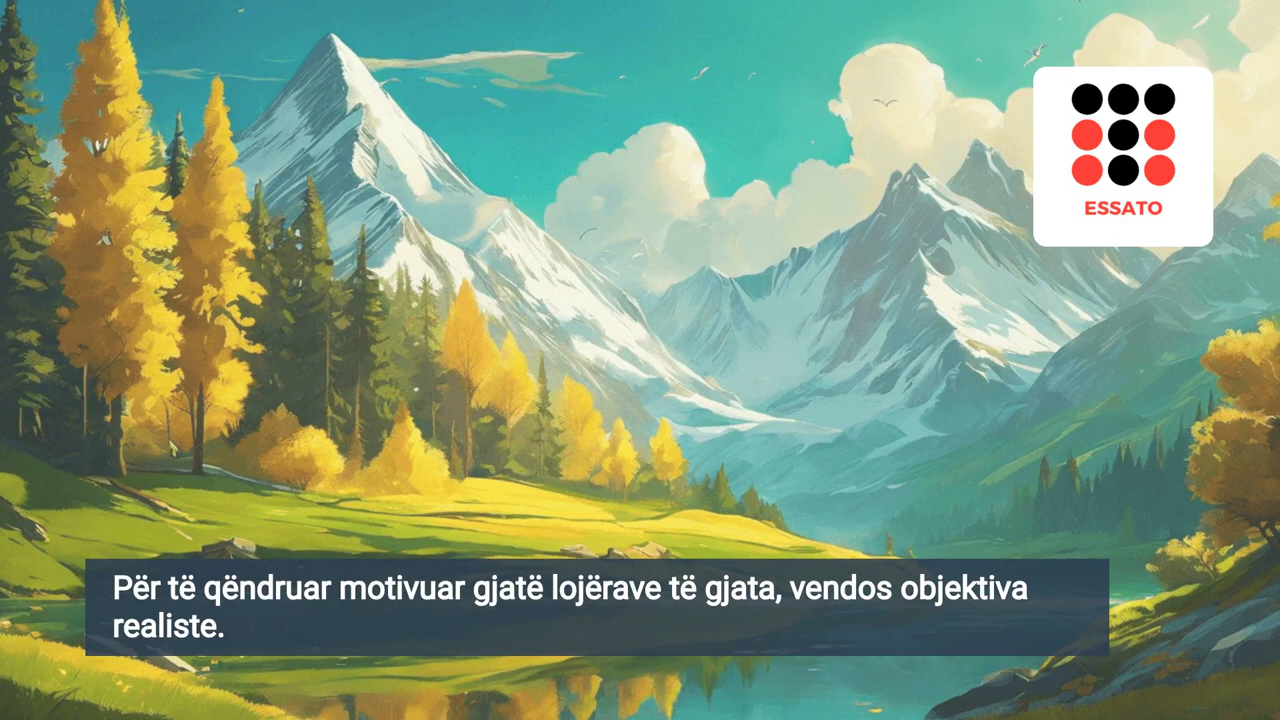 ESSATO
Për të qëndruar motivuar gjatë lojërave të gjata, vendos objektiva
realiste.